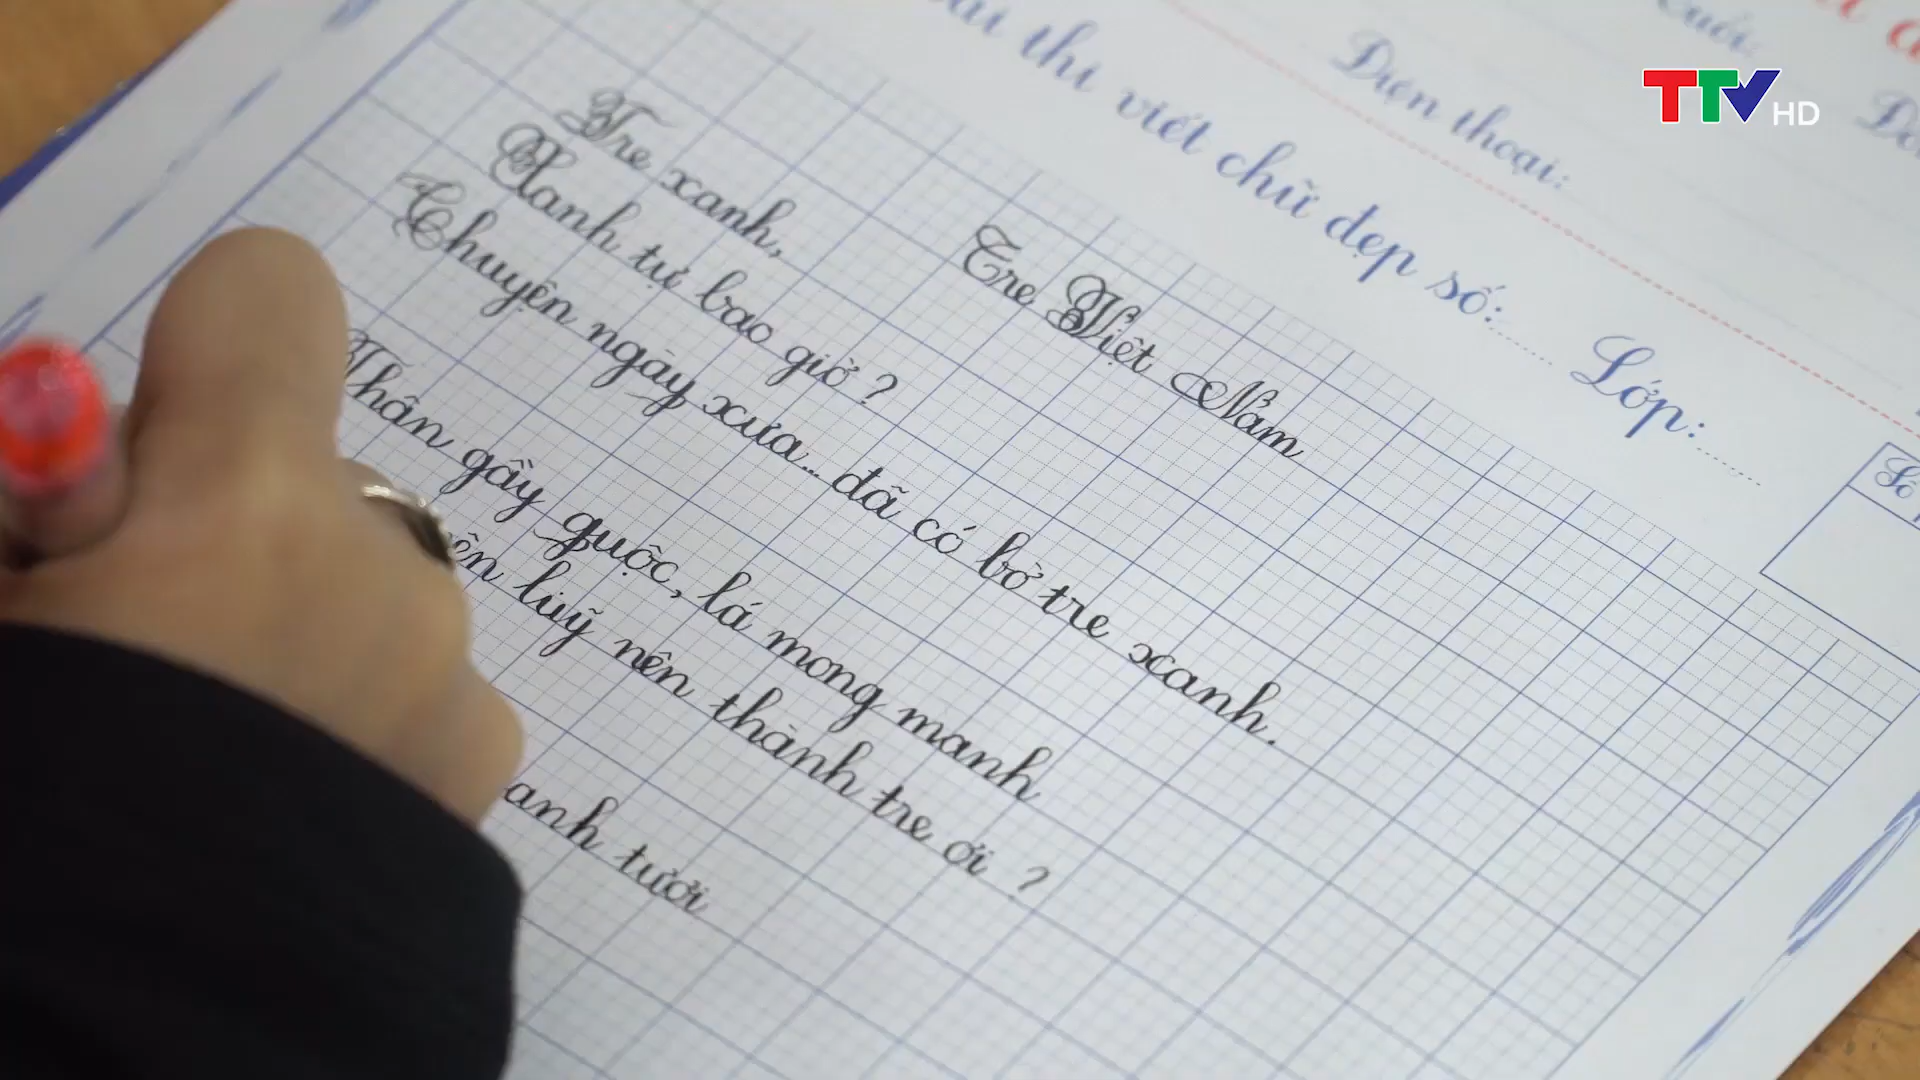 TTV HD
Điện thoại:
thi viết chữ đẹp số:...... Lớp:......
Số
Tre Việt Nam
Tre xanh,
Xanh tự bao giờ ?
Chuyện ngày xưa... đã có bờ tre xanh.
Thân gầy guộc, lá mong manh
luỹ nên thành tre ơi ?
tươi